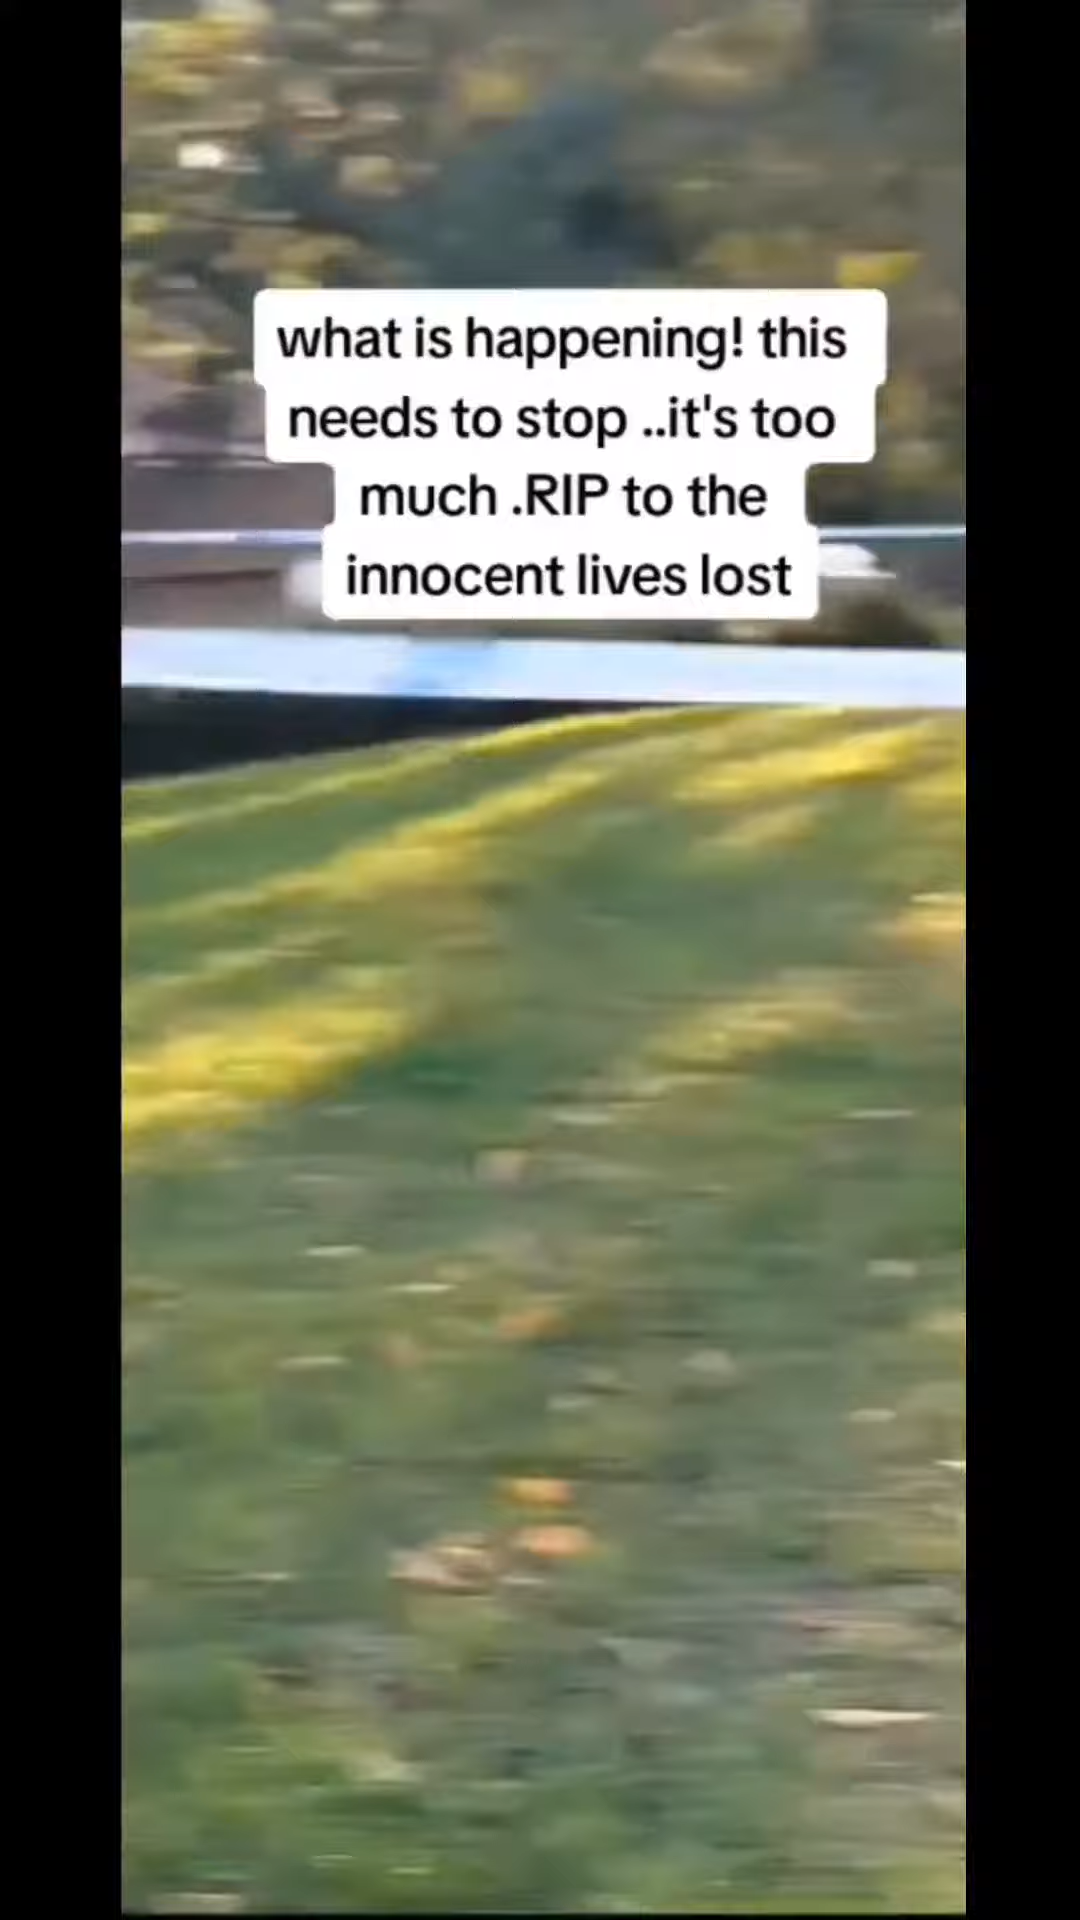 what is happening! this
needs to stop ..it's too
much .RIP to the
innocent lives lost